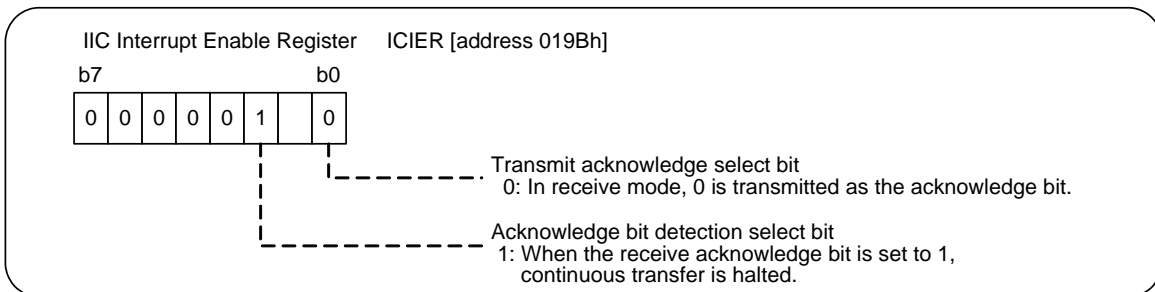 IIC Interrupt Enable Register ICIER [address 019Bh]
b7 b0
0 0 0 0 0 1 0
Transmit acknowledge select bit
0: In receive mode, 0 is transmitted as the acknowledge bit.
Acknowledge bit detection select bit
1: When the receive acknowledge bit is set to 1,
continuous transfer is halted.